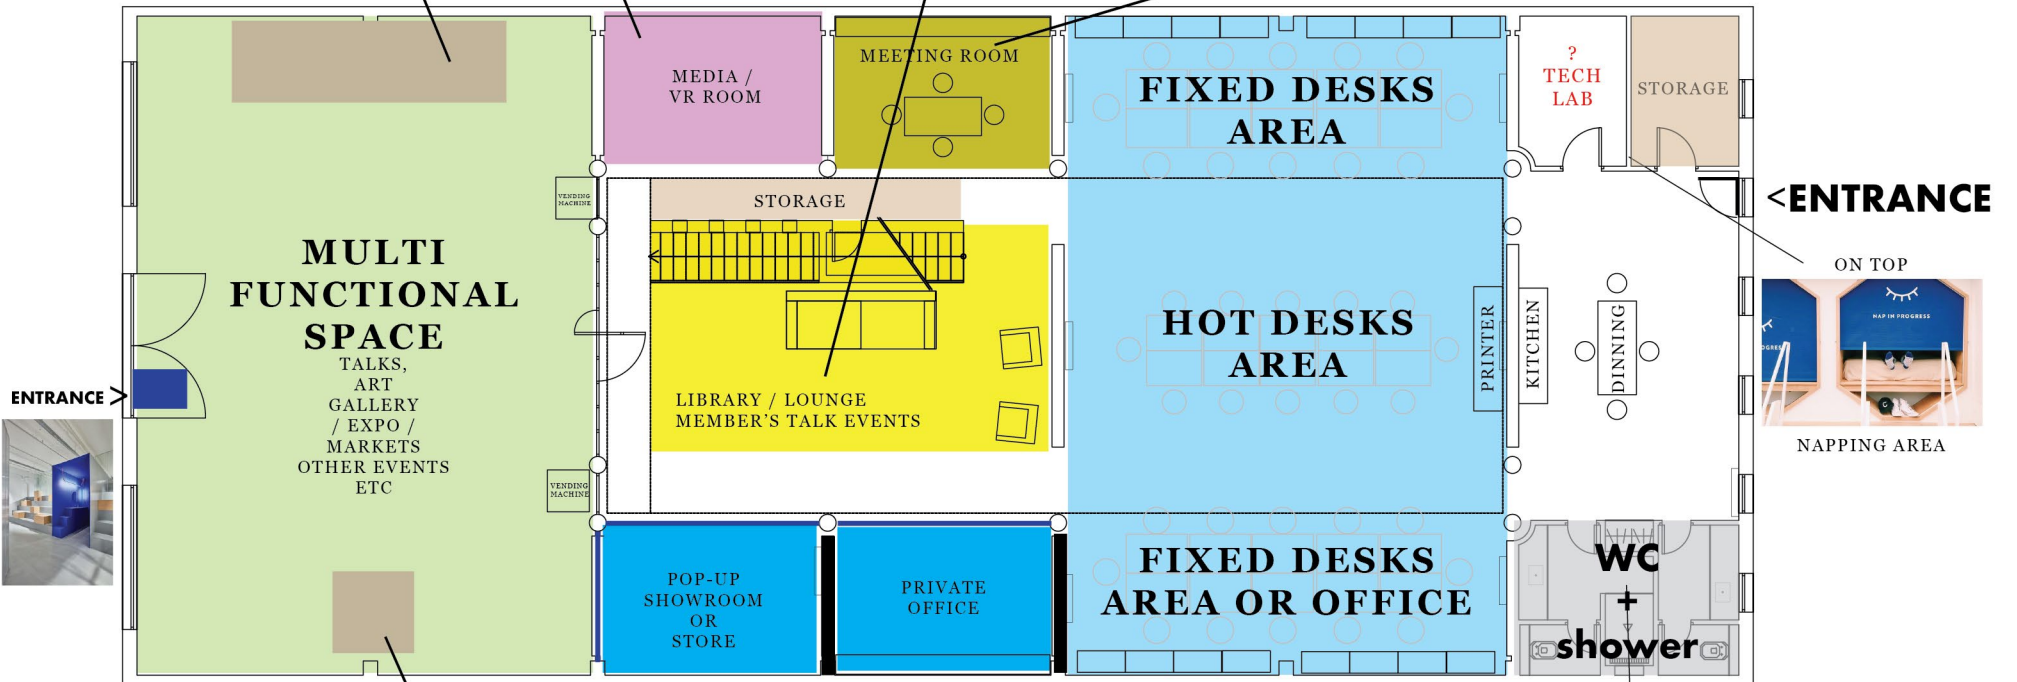 MULTI
FUNCTIONAL
SPACE
TALKS,
ART
GALLERY
/ EXPO /
MARKETS
OTHER EVENTS
ETC
ENTRANCE >
VENDING
MACHINE
VENDING
MACHINE
MEDIA /
VR ROOM
MEETING ROOM
STORAGE
LIBRARY / LOUNGE
MEMBER'S TALK EVENTS
POP-UP
SHOWROOM
OR
STORE
PRIVATE
OFFICE
FIXED DESKS
AREA
HOT DESKS
AREA
FIXED DESKS
AREA OR OFFICE
PRINTER
KITCHEN
DINNING
?
TECH
LAB
STORAGE
<ENTRANCE
ON TOP
NAP IN PROGRESS
NAPPING AREA
WC
+
shower